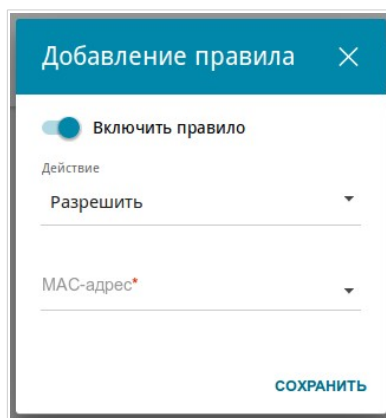 Добавление правила
Включить правило
Действие
Разрешить
MAC-адрес*
СОХРАНИТЬ